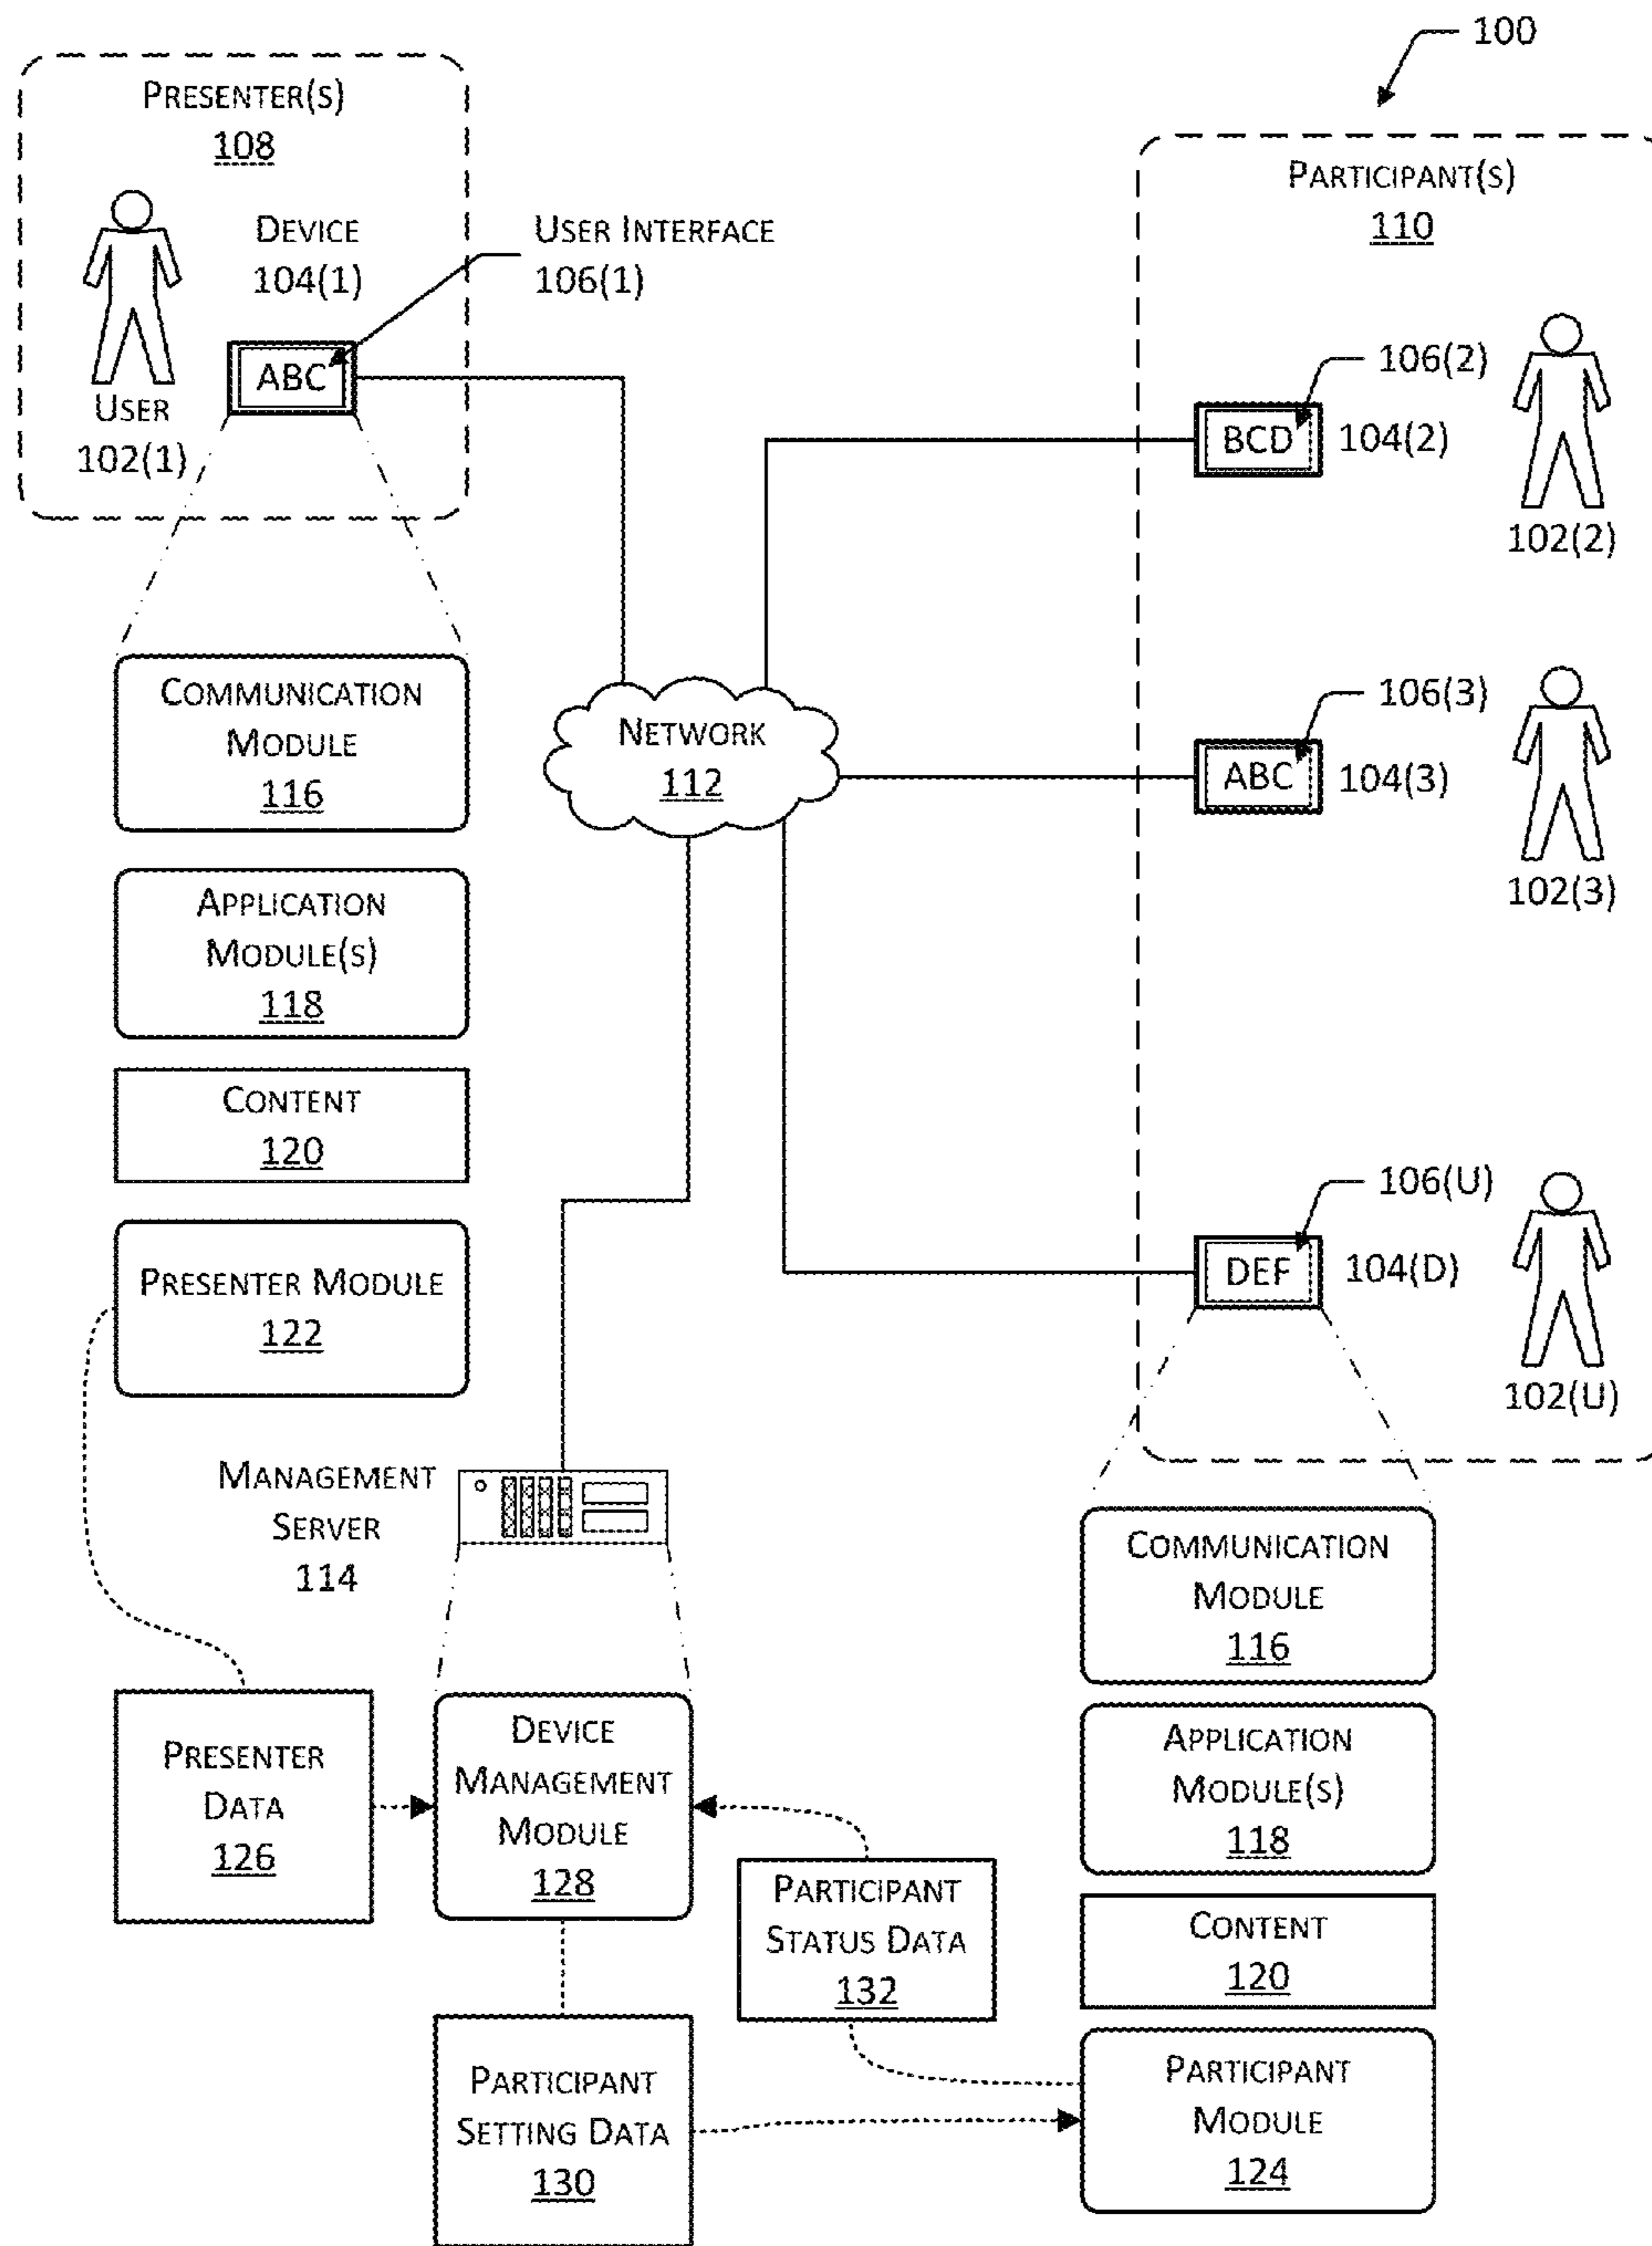 100
PRESENTER(S)
108
DEVICE
104(1)
USER INTERFACE
106(1)
ABC
USER
102(1)
PARTICIPANT(S)
110
106(2)
BCD
104(2)
102(2)
106(3)
ABC
104(3)
102(3)
106(U)
DEF
104(D)
102(U)
NETWORK
112
COMMUNICATION
MODULE
116
APPLICATION
MODULE(S)
118
CONTENT
120
PRESENTER MODULE
122
MANAGEMENT
SERVER
114
PRESENTER
DATA
126
DEVICE
MANAGEMENT
MODULE
128
PARTICIPANT
SETTING DATA
130
PARTICIPANT
STATUS DATA
132
COMMUNICATION
MODULE
116
APPLICATION
MODULE(S)
118
CONTENT
120
PARTICIPANT
MODULE
124